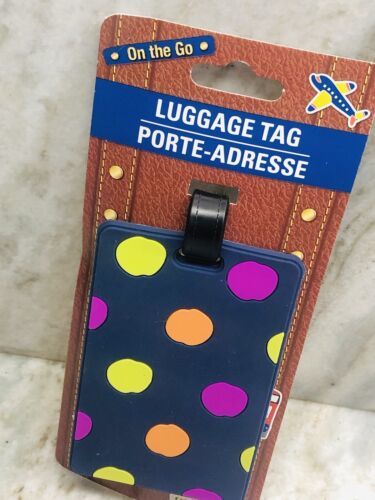 On the Go
LUGGAGE TAG
PORTE-ADRESSE